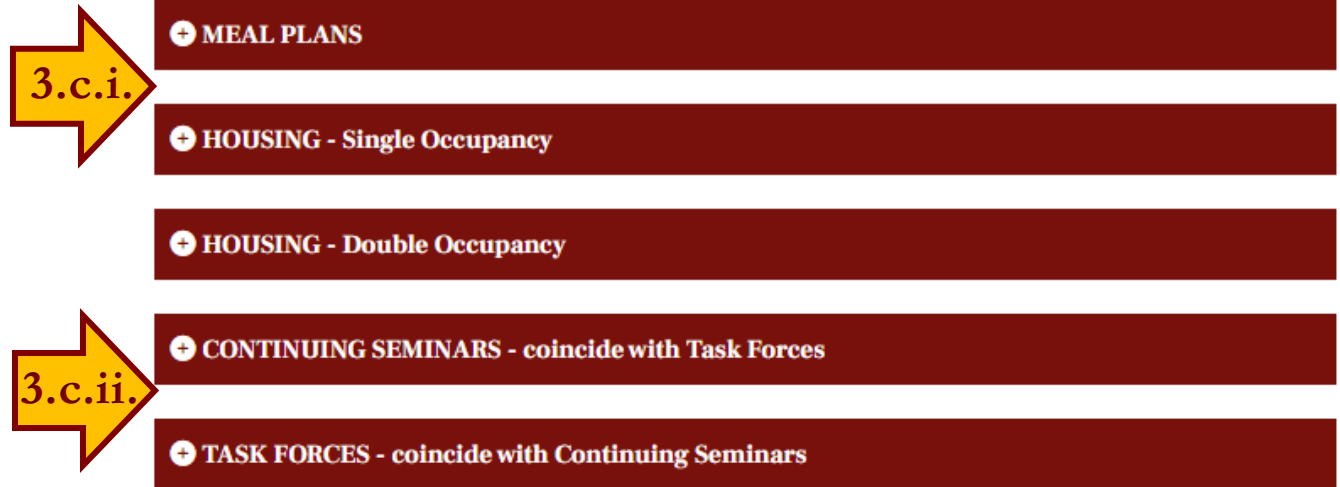 MEAL PLANS
3.c.i.
HOUSING - Single Occupancy
HOUSING - Double Occupancy
CONTINUING SEMINARS - coincide with Task Forces
3.c.ii.
TASK FORCES - coincide with Continuing Seminars